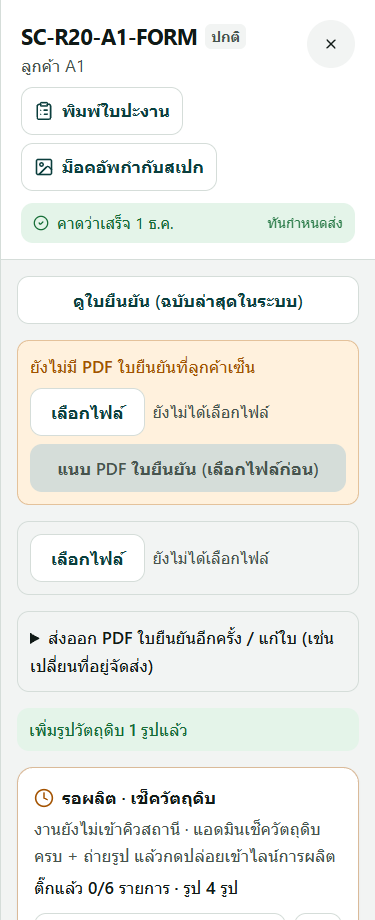 SC-R20-A1-FORM ปกติ
ลูกค้า A1
พิมพ์ใบปะงาน
ม็อคอัพกำกับสเปก
คาดว่าเสร็จ 1 ธ.ค. ทันกำหนดส่ง
ดูใบยืนยัน (ฉบับล่าสุดในระบบ)
ยังไม่มี PDF ใบยืนยันที่ลูกค้าเซ็น
เลือกไฟล์ ยังไม่ได้เลือกไฟล์
แนบ PDF ใบยืนยัน (เลือกไฟล์ก่อน)
เลือกไฟล์ ยังไม่ได้เลือกไฟล์
ส่งออก PDF ใบยืนยันอีกครั้ง / แก้ใบ (เช่น
เปลี่ยนที่อยู่จัดส่ง)
เพิ่มรูปวัตถุดิบ 1 รูปแล้ว
รอผลิต · เช็ควัตถุดิบ
งานยังไม่เข้าคิวสถานี · แอดมินเช็ควัตถุดิบ
ครบ + ถ่ายรูป แล้วกดปล่อยเข้าไลน์การผลิต
ติ๊กแล้ว 0/6 รายการ · รูป 4 รูป